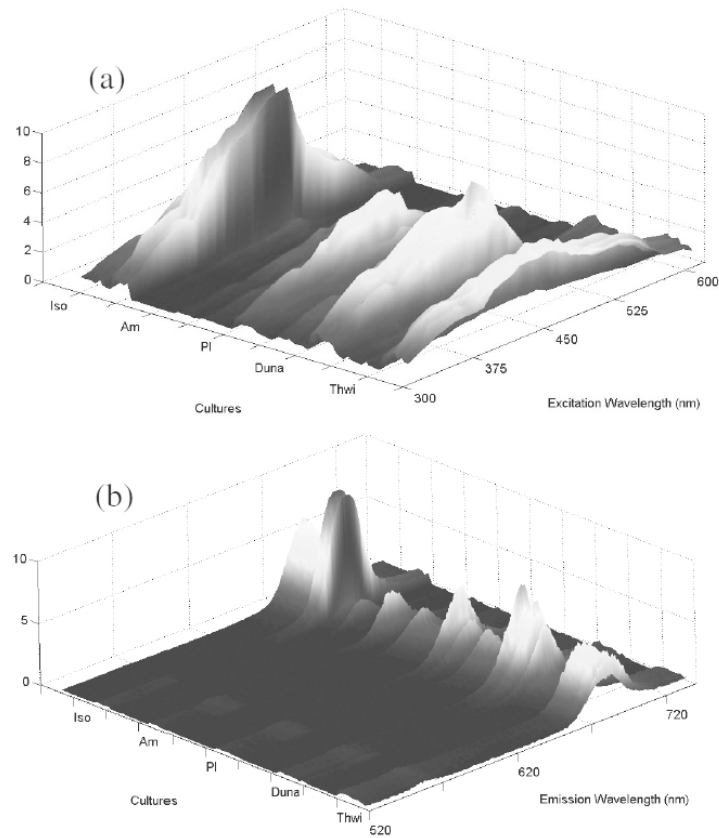 (a)
10
8
6
4
2
0
Iso
Am
Pl
Duna
Thwi
Cultures
300
375
450
525
600
Excitation Wavelength (nm)
(b)
10
5
0
Iso
Am
Pl
Duna
Thwi
Cultures
520
620
720
Emission Wavelength (nm)